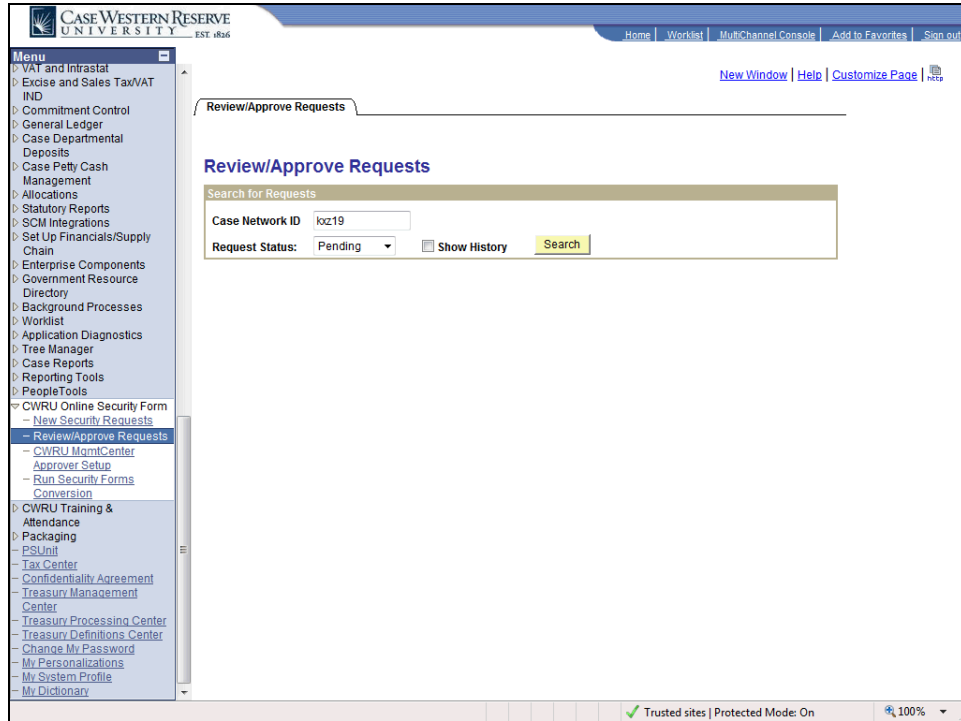 CASE WESTERN RESERVE
UNIVERSITY EST. 1826
Home Worklist MultiChannel Console Add to Favorites Sign out
Menu
VAT and Intrastat
Excise and Sales Tax/VAT
IND
Commitment Control
General Ledger
Case Departmental
Deposits
Case Petty Cash
Management
Allocations
Statutory Reports
SCM Integrations
Set Up Financials/Supply
Chain
Enterprise Components
Government Resource
Directory
Background Processes
Worklist
Application Diagnostics
Tree Manager
Case Reports
Reporting Tools
PeopleTools
CWRU Online Security Form
New Security Requests
Review/Approve Requests
CWRU MgmtCenter
Approver Setup
Run Security Forms
Conversion
CWRU Training &
Attendance
Packaging
PSUnit
Tax Center
Confidentiality Agreement
Treasury Management
Center
Treasury Processing Center
Treasury Definitions Center
Change My Password
My Personalizations
My System Profile
My Dictionary
New Window | Help | Customize Page | http
Review/Approve Requests
Review/Approve Requests
Search for Requests
Case Network ID kxz19
Request Status: Pending Show History Search
Trusted sites | Protected Mode: On 100%